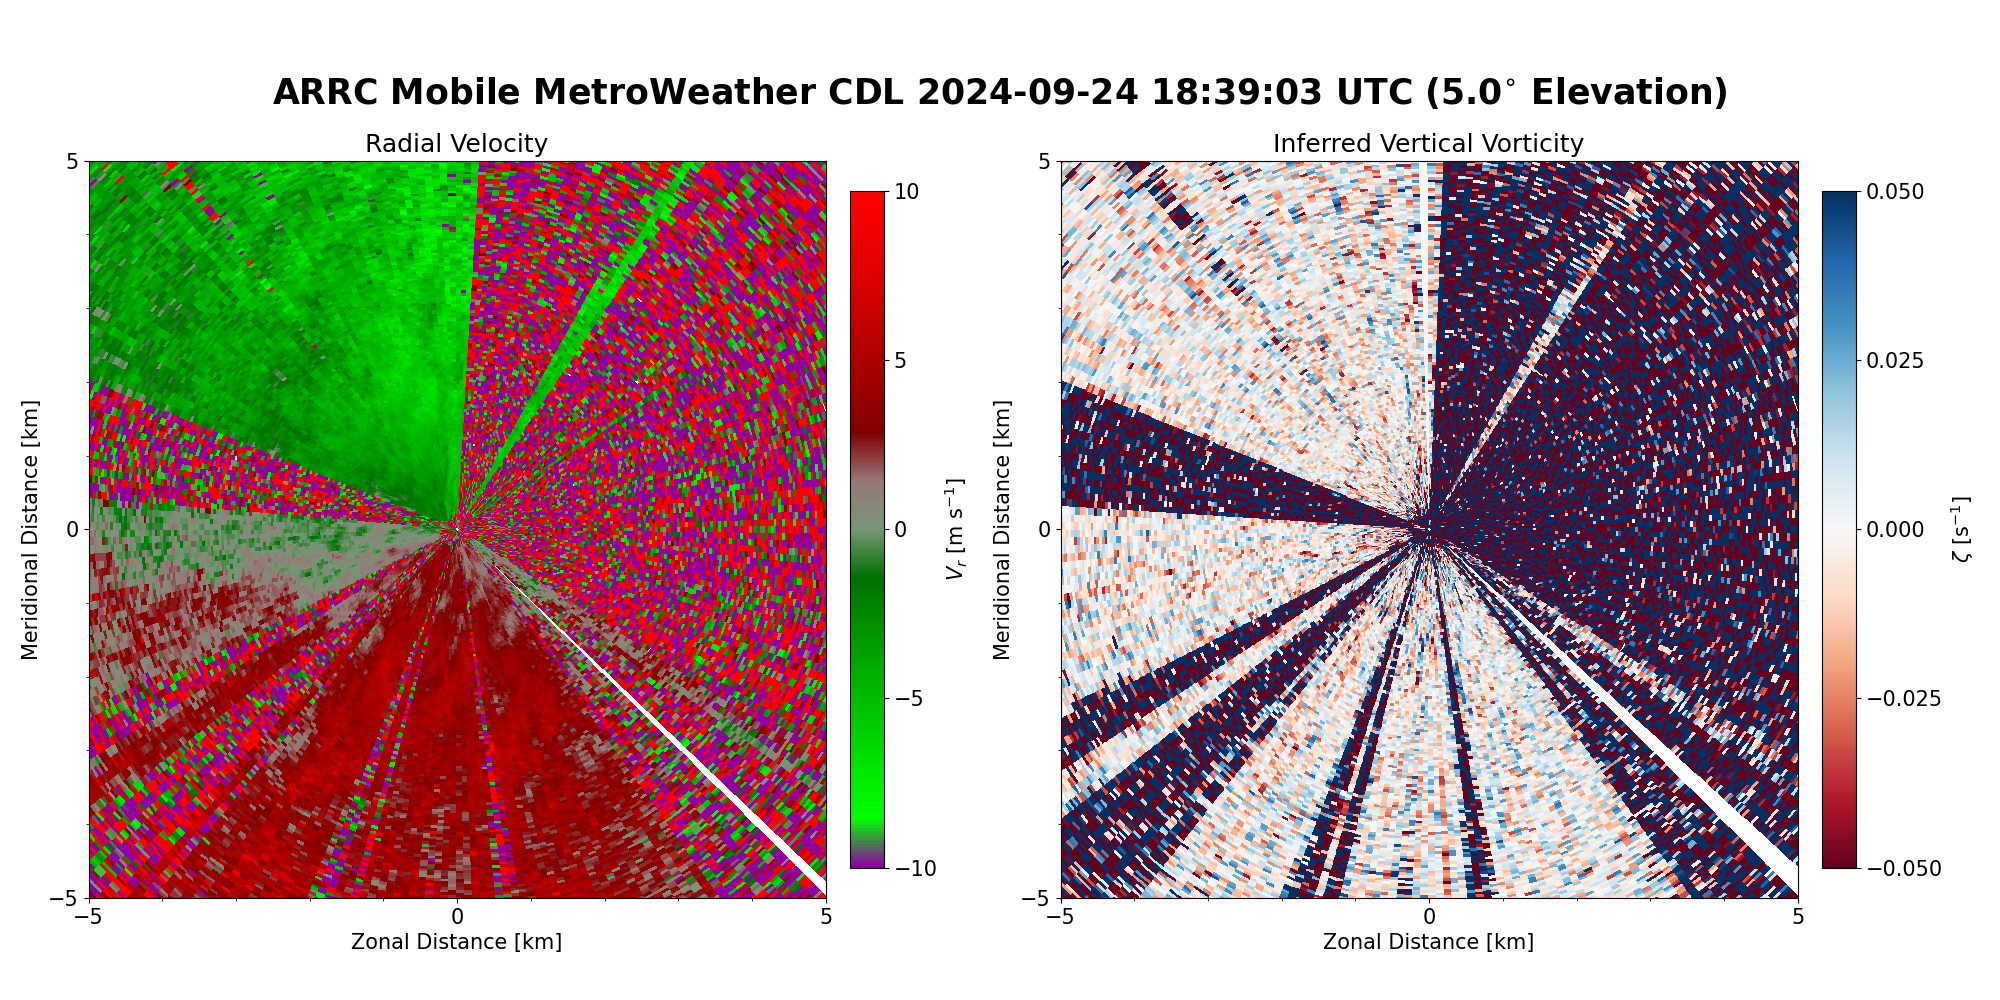 ARRC Mobile MetroWeather CDL 2024-09-24 18:39:03 UTC (5.0° Elevation)
Radial Velocity
Inferred Vertical Vorticity
5
0
−5
−5
0
5
Meridional Distance [km]
Zonal Distance [km]
10
5
0
−5
−10
Vr [m s−1]
5
0
−5
−5
0
5
Meridional Distance [km]
Zonal Distance [km]
0.050
0.025
0.000
−0.025
−0.050
ζ [s−1]